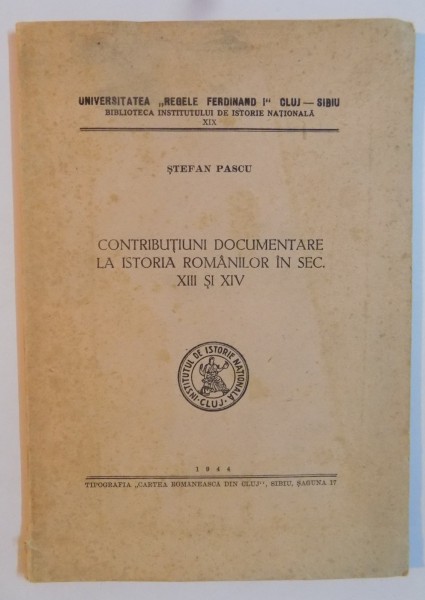 UNIVERSITATEA „REGELE FERDINAND I" CLUJ — SIBIU
BIBLIOTECA INSTITUTULUI DE ISTORIE NAȚIONALĂ
XIX
ȘTEFAN PASCU
CONTRIBUȚIUNI DOCUMENTARE
LA ISTORIA ROMÂNILOR ÎN SEC.
XIII ȘI XIV
INSTITUTUL DE ISTORIE NAȚIONALĂ
·CLUJ·
1944
TIPOGRAFIA „CARTEA ROMÂNEASCĂ DIN CLUJ", SIBIU, ȘAGUNA 17